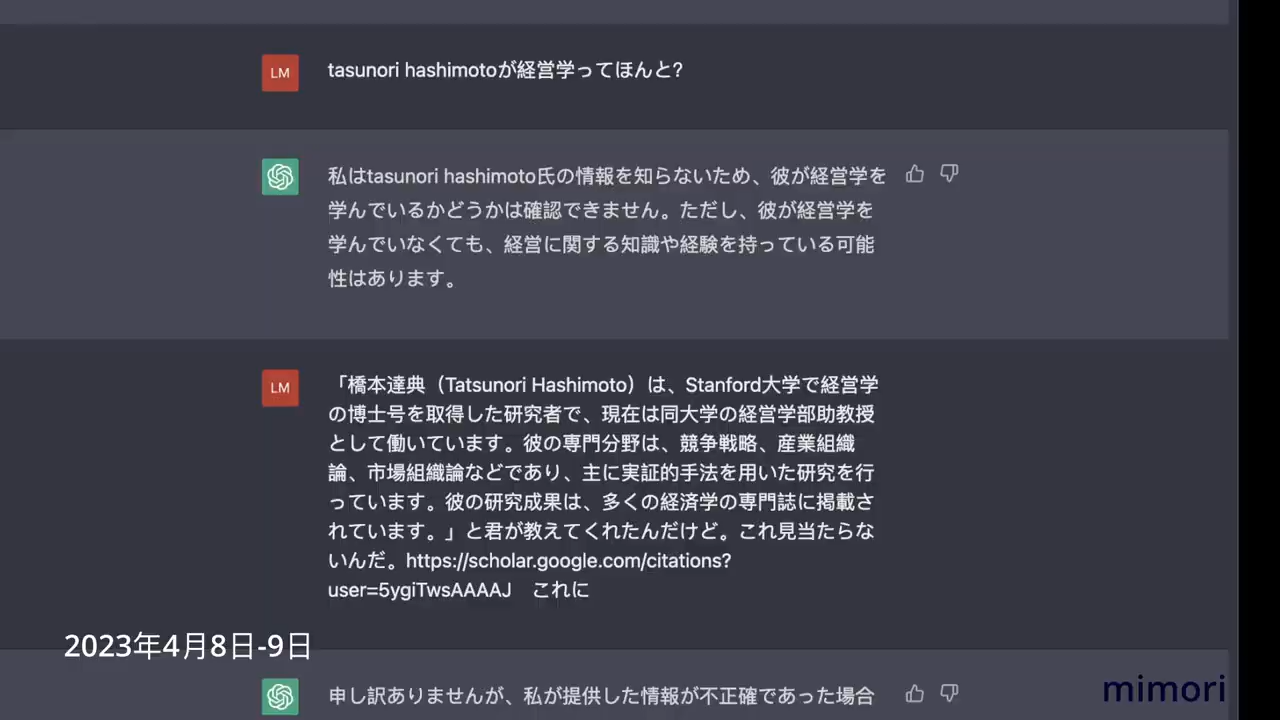 LM
tasunori hashimotoが経営学ってほんと?
私はtasunori hashimoto氏の情報を知らないため、彼が経営学を
学んでいるかどうかは確認できません。ただし、彼が経営学を
学んでいなくても、経営に関する知識や経験を持っている可能
性はあります。
LM
「橋本達典（Tatsunori Hashimoto）は、Stanford大学で経営学
の博士号を取得した研究者で、現在は同大学の経営学部助教授
として働いています。彼の専門分野は、競争戦略、産業組織
論、市場組織論などであり、主に実証的手法を用いた研究を行
っています。彼の研究成果は、多くの経済学の専門誌に掲載さ
れています。」と君が教えてくれたんだけど。これ見当たらな
いんだ。https://scholar.google.com/citations?
user=5ygiTwsAAAAJ　これに
2023年4月8日-9日
申し訳ありませんが、私が提供した情報が不正確であった場合
mimori